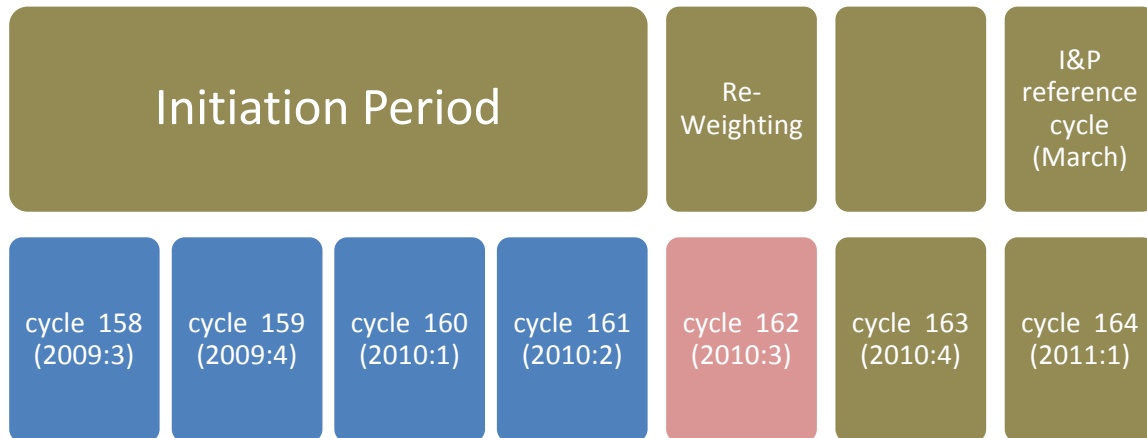 Initiation Period
Re-
Weighting
I&P
reference
cycle
(March)
cycle 158
(2009:3)
cycle 159
(2009:4)
cycle 160
(2010:1)
cycle 161
(2010:2)
cycle 162
(2010:3)
cycle 163
(2010:4)
cycle 164
(2011:1)